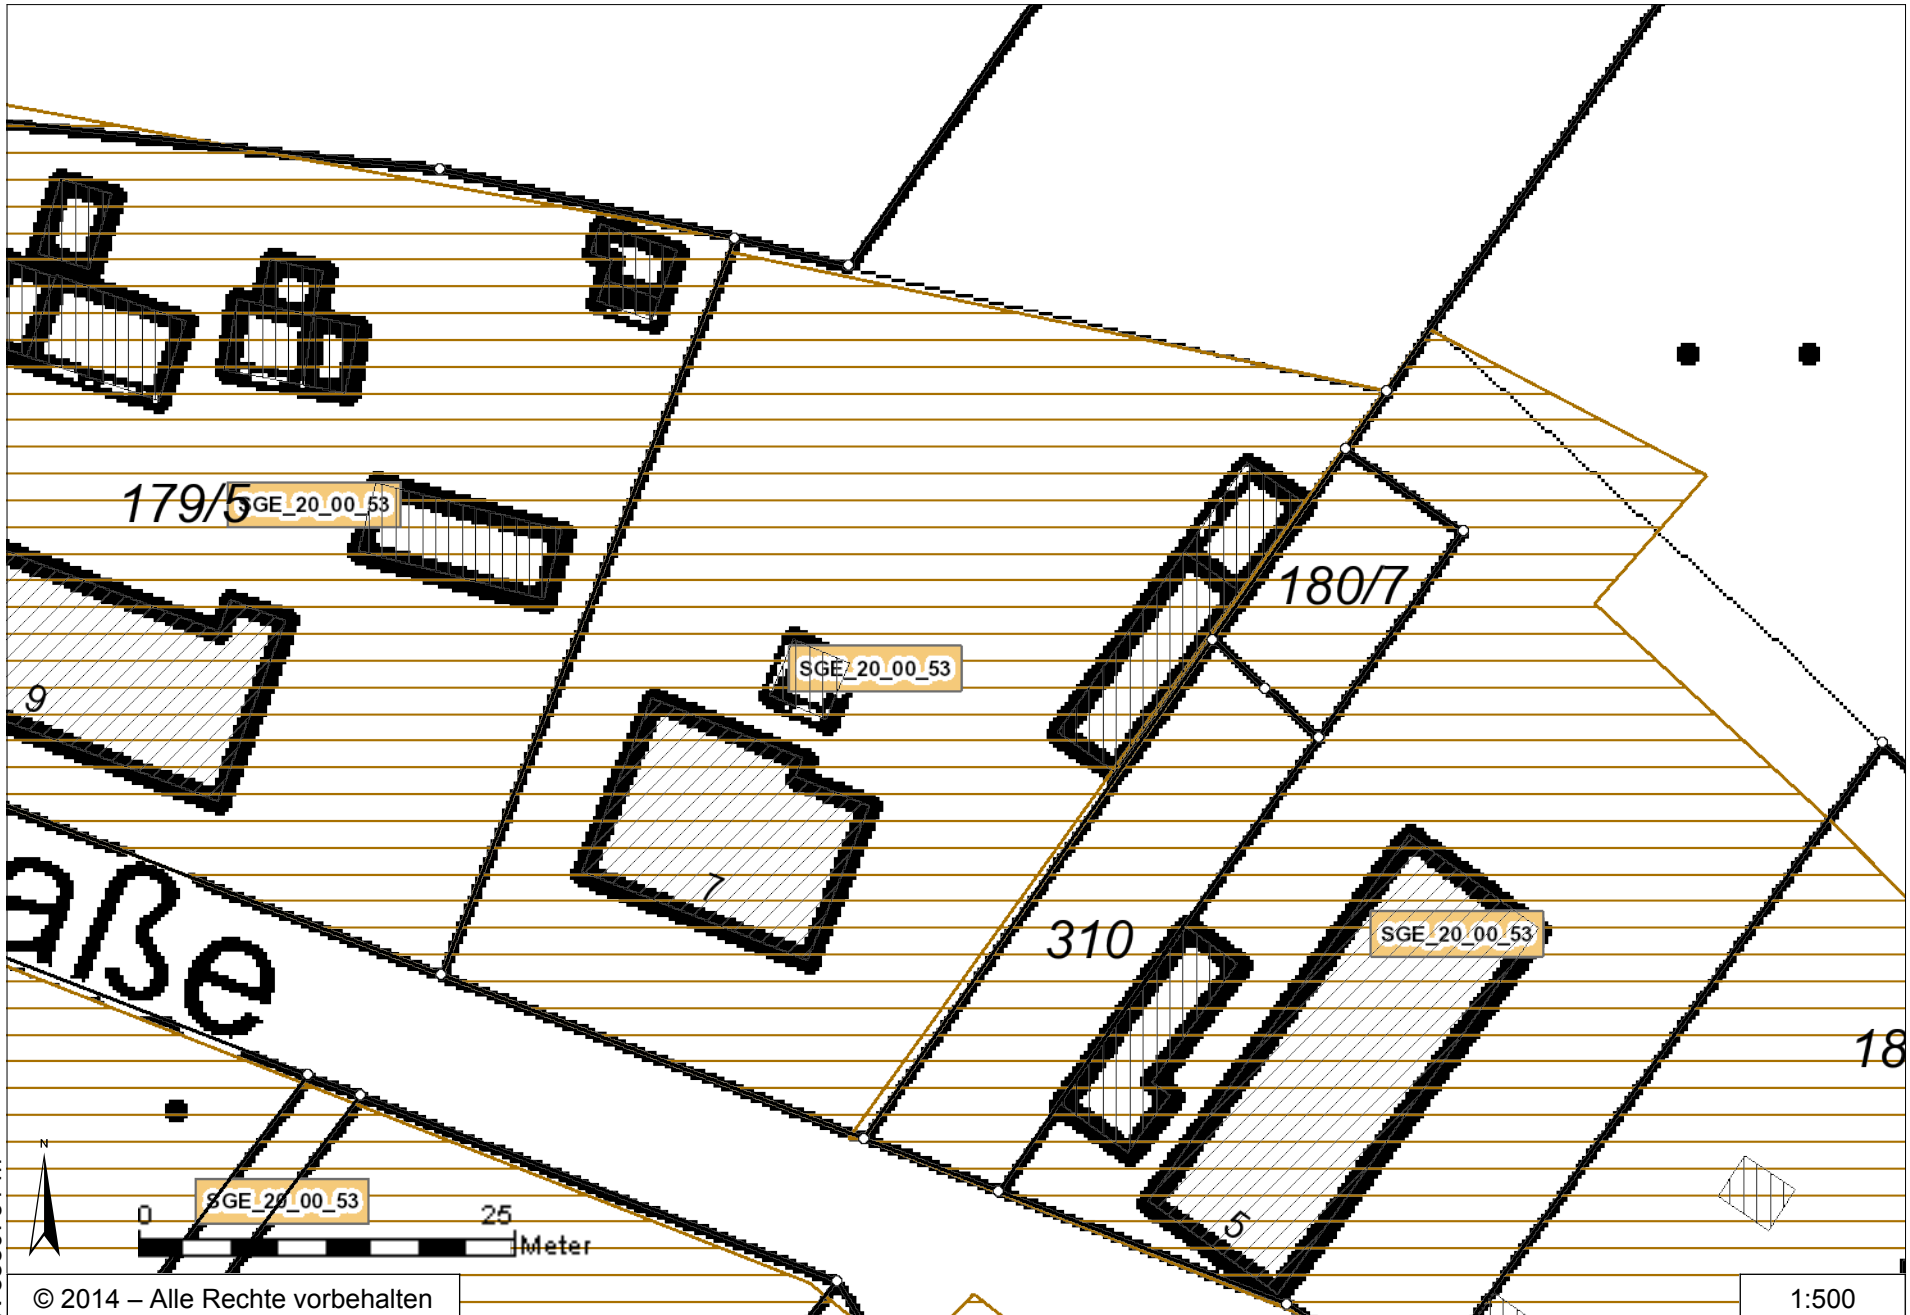 179/5
SGE_20_00_53
180/7
9
SGE_20_00_53
7
aße
310
SGE_20_00_53
18
N
SGE_20_00_53
0 25
Meter
5
© 2014 – Alle Rechte vorbehalten
1:500